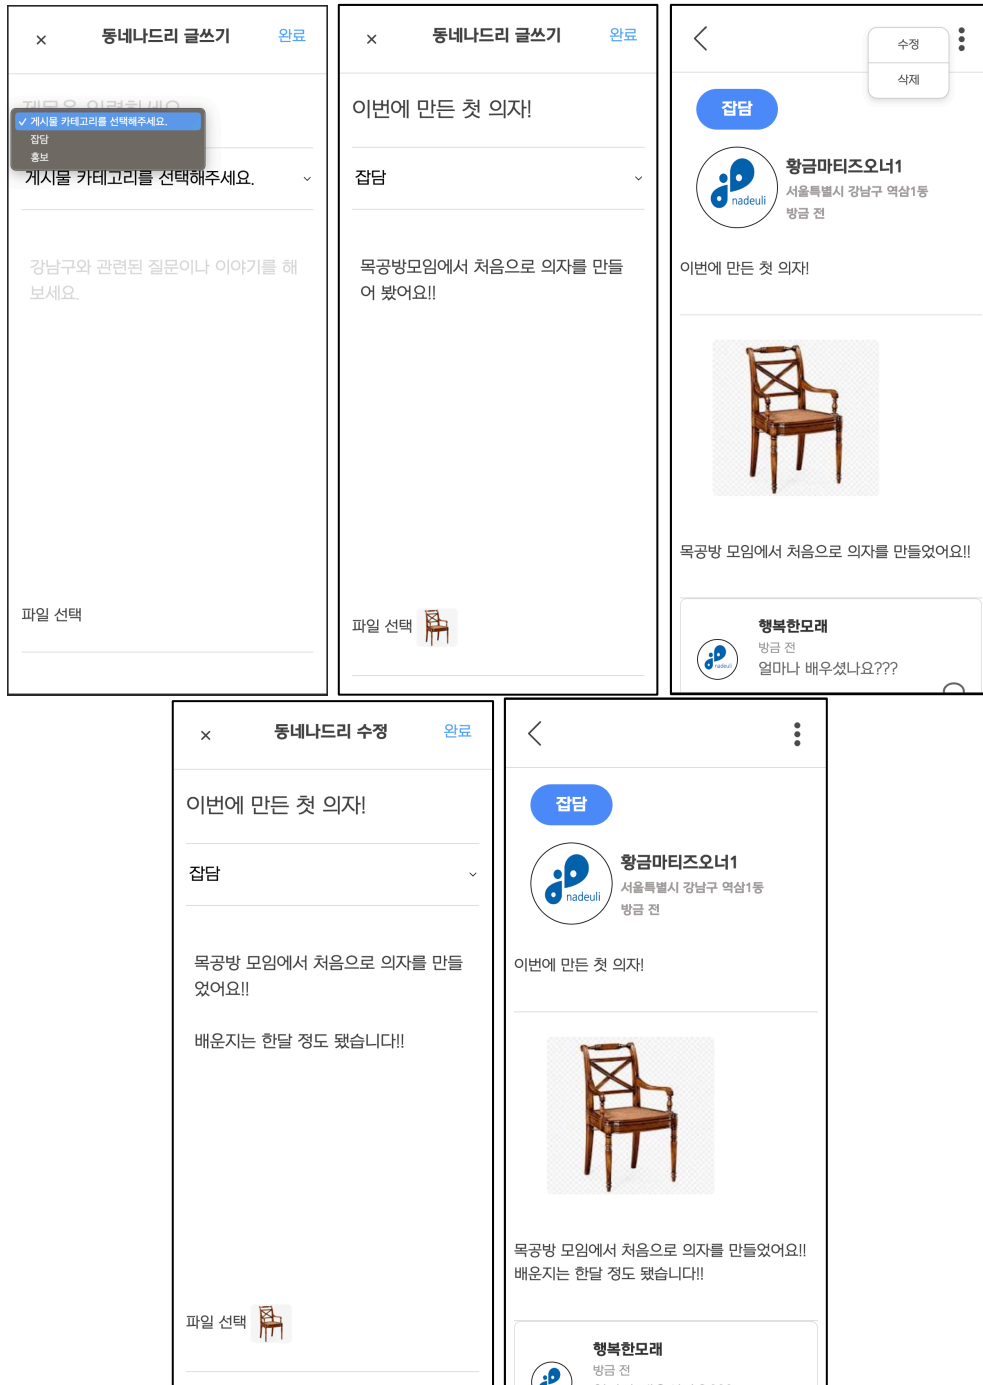 × 동네나드리 글쓰기 완료
✓ 게시물 카테고리를 선택해주세요.
잡담
홍보
게시물 카테고리를 선택해주세요.
강남구와 관련된 질문이나 이야기를 해
보세요.
파일 선택
× 동네나드리 글쓰기 완료
이번에 만든 첫 의자!
잡담
목공방모임에서 처음으로 의자를 만들
어 봤어요!!
파일 선택
수정
삭제
잡담
nadeuli
황금마티즈오너1
서울특별시 강남구 역삼1동
방금 전
이번에 만든 첫 의자!
목공방 모임에서 처음으로 의자를 만들었어요!!
행복한모래
방금 전
nadeuli
얼마나 배우셨나요???
× 동네나드리 수정 완료
이번에 만든 첫 의자!
잡담
목공방 모임에서 처음으로 의자를 만들
었어요!!
배운지는 한달 정도 됐습니다!!
파일 선택
잡담
nadeuli
황금마티즈오너1
서울특별시 강남구 역삼1동
방금 전
이번에 만든 첫 의자!
목공방 모임에서 처음으로 의자를 만들었어요!!
배운지는 한달 정도 됐습니다!!
행복한모래
방금 전